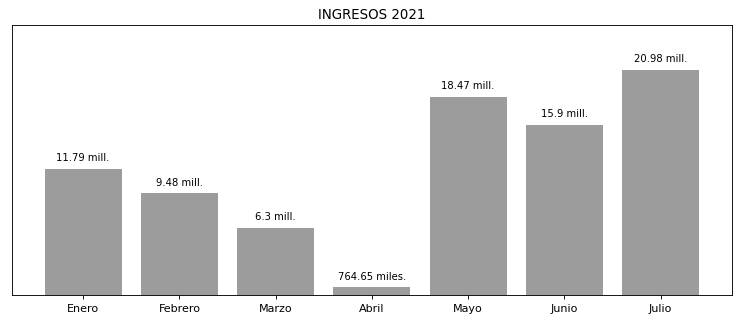 INGRESOS 2021
11.79 mill.
9.48 mill.
6.3 mill.
764.65 miles.
18.47 mill.
15.9 mill.
20.98 mill.
Enero
Febrero
Marzo
Abril
Mayo
Junio
Julio